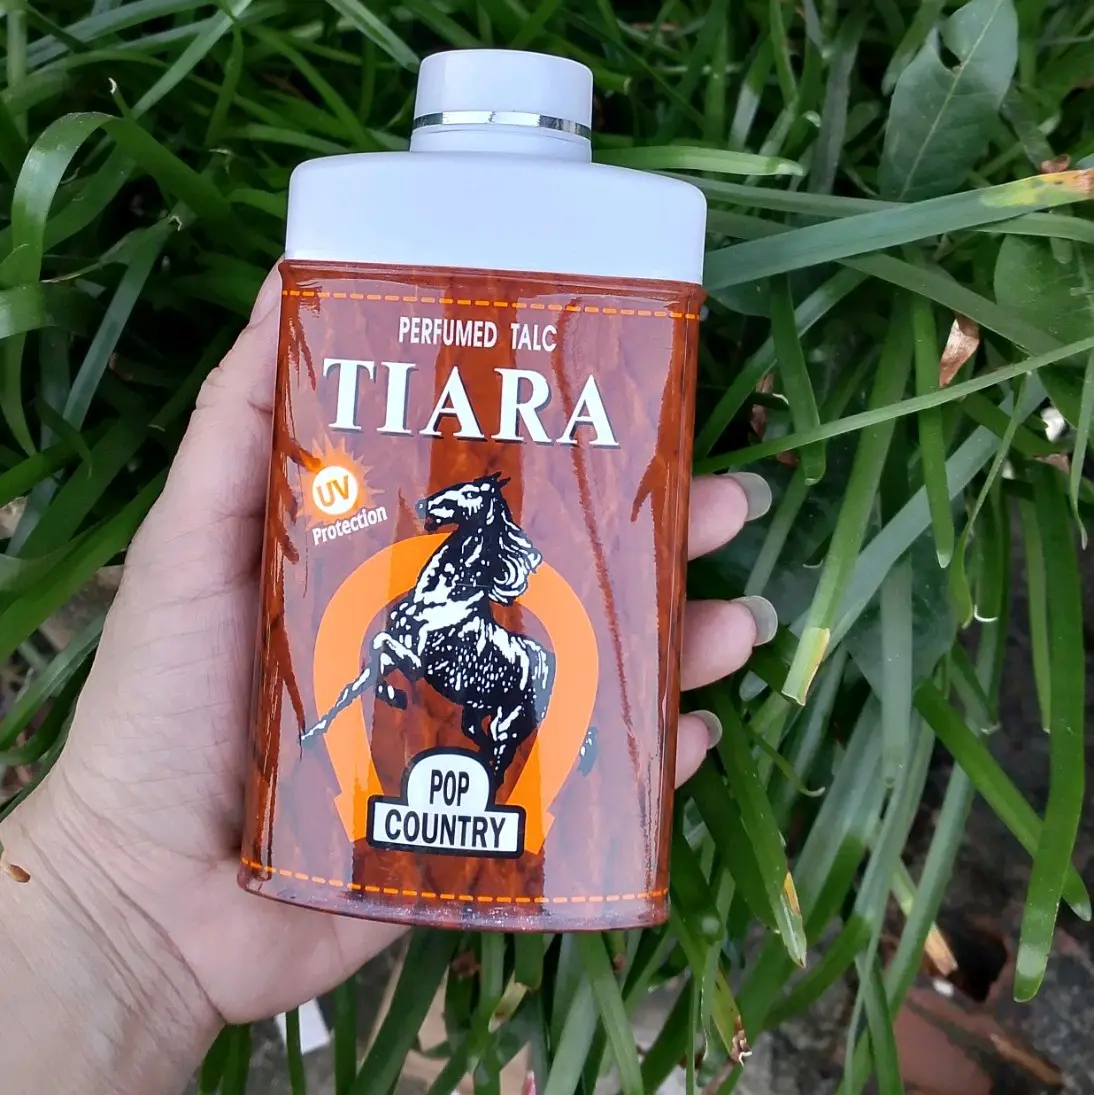 PERFUMED TALC
TIARA
UV
Protection
POP
COUNTRY